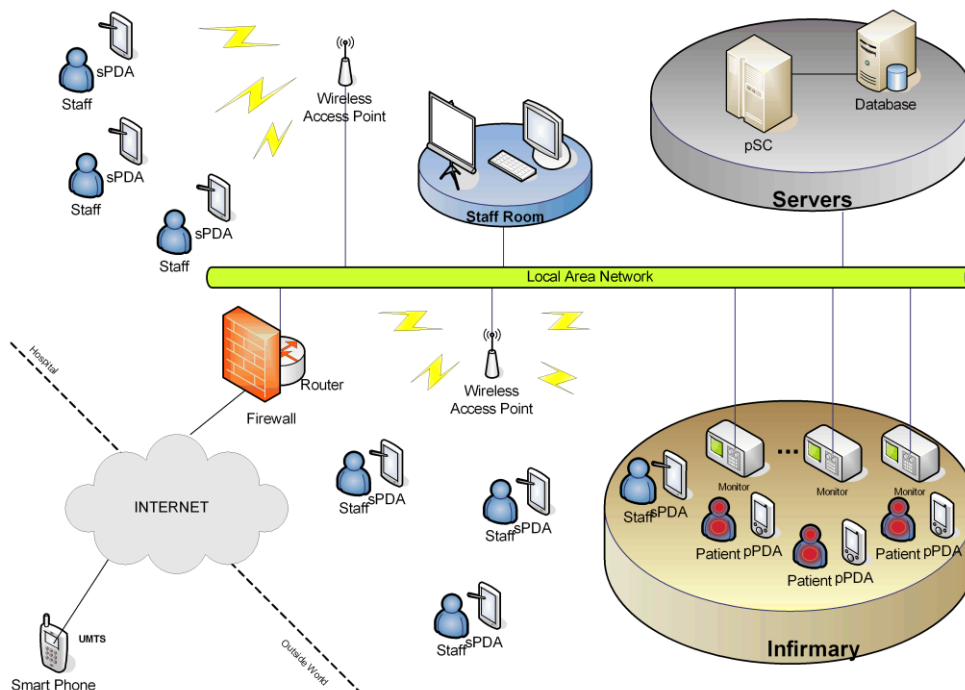 sPDA
Staff
Wireless
Access Point
Database
pSC
sPDA
Staff
Servers
sPDA
Staff
Staff Room
Local Area Network
Hospital
Router
Firewall
Wireless
Access Point
INTERNET
sPDA
Staff
sPDA
Staff
...
Monitor
Monitor
Monitor
Staff
sPDA
Patient pPDA
Patient pPDA
Patient pPDA
sPDA
Staff
UMTS
Smart Phone
Outside World
Infirmary